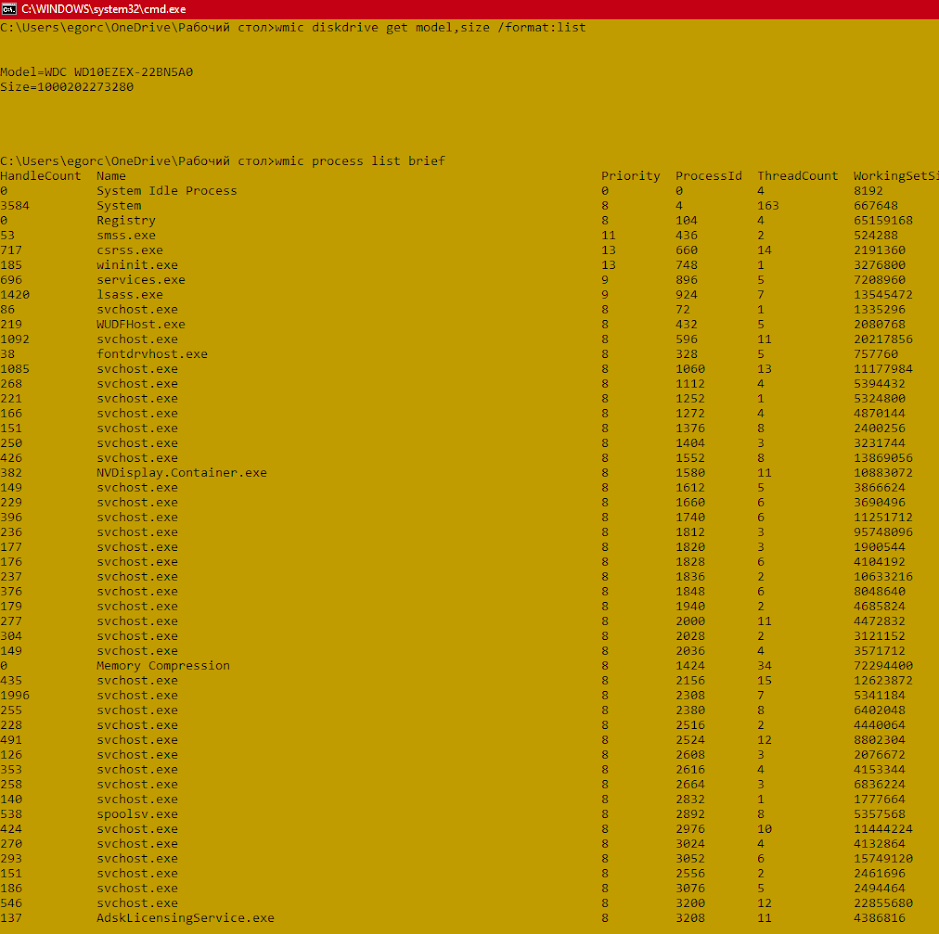 C:\WINDOWS\system32\cmd.exe
C:\Users\egorc\OneDrive\Рабочий стол>wmic diskdrive get model,size /format:list
Model=WDC WD10EZEX-22BN5A0
Size=1000202273280
C:\Users\egorc\OneDrive\Рабочий стол>wmic process list brief
HandleCount  Name  Priority  ProcessId  ThreadCount  WorkingSetSi
0  System Idle Process  0  0  4  8192
3584  System  8  4  163  667648
0  Registry  8  104  4  65159168
53  smss.exe  11  436  2  524288
717  csrss.exe  13  660  14  2191360
185  wininit.exe  13  748  1  3276800
696  services.exe  9  896  5  7208960
1420  lsass.exe  9  924  7  13545472
86  svchost.exe  8  72  1  1335296
219  WUDFHost.exe  8  432  5  2080768
1092  svchost.exe  8  596  11  20217856
38  fontdrvhost.exe  8  328  5  757760
1085  svchost.exe  8  1060  13  11177984
268  svchost.exe  8  1112  4  5394432
221  svchost.exe  8  1252  1  5324800
166  svchost.exe  8  1272  4  4870144
151  svchost.exe  8  1376  8  2400256
250  svchost.exe  8  1404  3  3231744
426  svchost.exe  8  1552  8  13869056
382  NVDisplay.Container.exe  8  1580  11  10883072
149  svchost.exe  8  1612  5  3866624
229  svchost.exe  8  1660  6  3690496
396  svchost.exe  8  1740  6  11251712
236  svchost.exe  8  1812  3  95748096
177  svchost.exe  8  1820  3  1900544
176  svchost.exe  8  1828  6  4104192
237  svchost.exe  8  1836  2  10633216
376  svchost.exe  8  1848  6  8048640
179  svchost.exe  8  1940  2  4685824
277  svchost.exe  8  2000  11  4472832
304  svchost.exe  8  2028  2  3121152
149  svchost.exe  8  2036  4  3571712
0  Memory Compression  8  1424  34  72294400
435  svchost.exe  8  2156  15  12623872
1996  svchost.exe  8  2308  7  5341184
255  svchost.exe  8  2380  8  6402048
228  svchost.exe  8  2516  2  4440064
491  svchost.exe  8  2524  12  8802304
126  svchost.exe  8  2608  3  2076672
353  svchost.exe  8  2616  4  4153344
258  svchost.exe  8  2664  3  6836224
140  svchost.exe  8  2832  1  1777664
538  spoolsv.exe  8  2892  8  5357568
424  svchost.exe  8  2976  10  11444224
270  svchost.exe  8  3024  4  4132864
293  svchost.exe  8  3052  6  15749120
151  svchost.exe  8  2556  2  2461696
186  svchost.exe  8  3076  5  2494464
546  svchost.exe  8  3200  12  22855680
137  AdskLicensingService.exe  8  3208  11  4386816